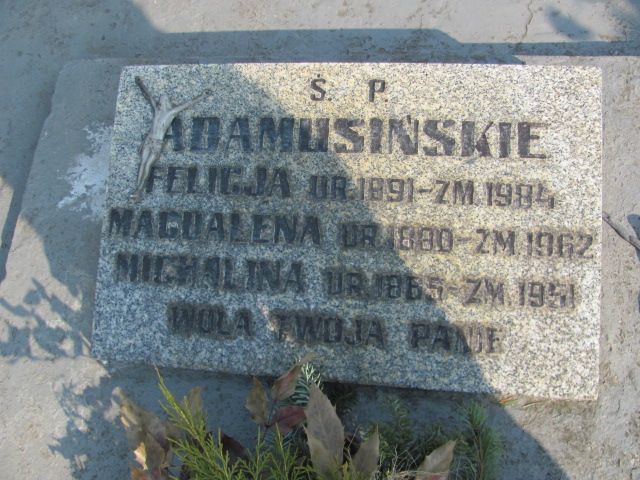 Ś. P.
ADAMUSIŃSKIE
FELICJA UR.1891-ZM.1984
MAGDALENA UR.1880-ZM.1962
MICHALINA UR.1865-ZM.1951
WOLA TWOJA PANIE